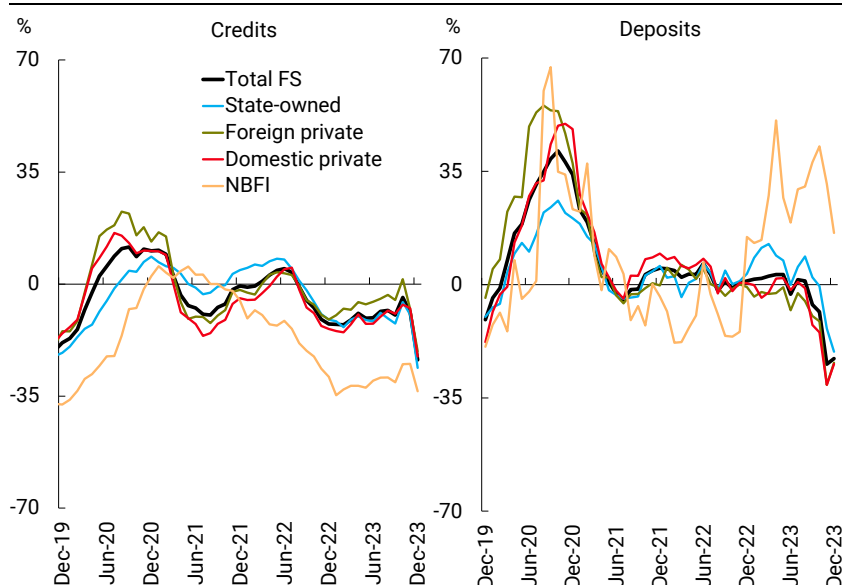 %
Credits
70
35
0
-35
-70
Total FS
State-owned
Foreign private
Domestic private
NBFI
Dec-19
Jun-20
Dec-20
Jun-21
Dec-21
Jun-22
Dec-22
Jun-23
Dec-23
%
Deposits
70
35
0
-35
-70
Dec-19
Jun-20
Dec-20
Jun-21
Dec-21
Jun-22
Dec-22
Jun-23
Dec-23